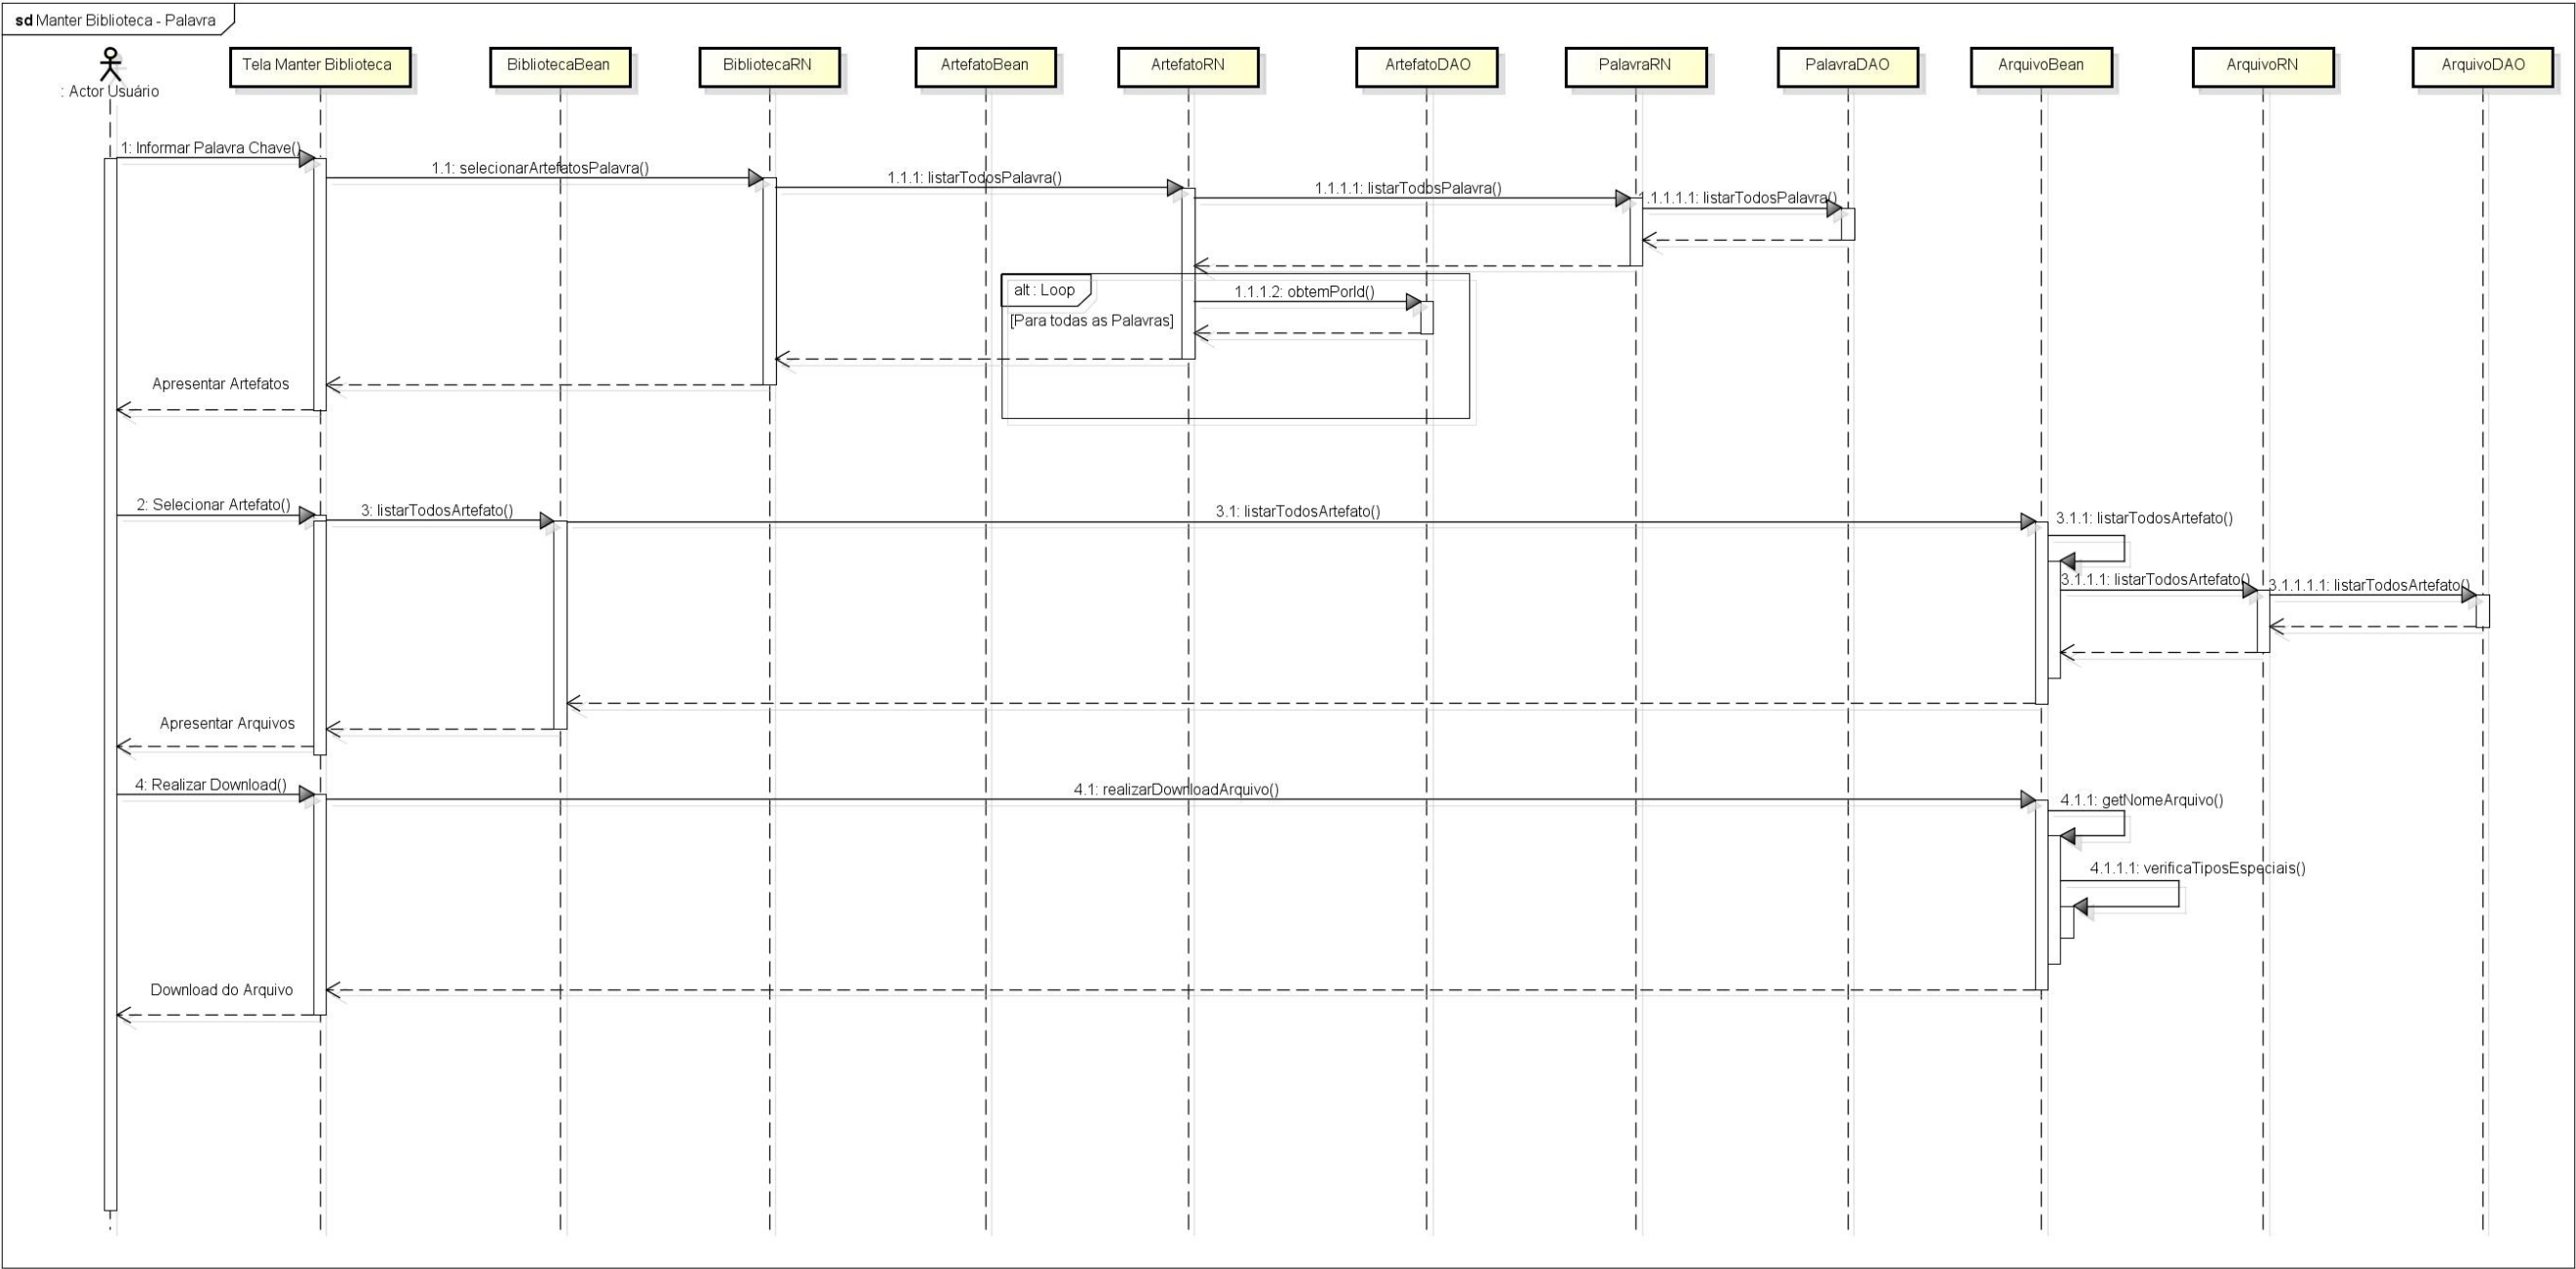 sd Manter Biblioteca - Palavra
: Actor Usuário
Tela Manter Biblioteca
BibliotecaBean
BibliotecaRN
ArtefatoBean
ArtefatoRN
ArtefatoDAO
PalavraRN
PalavraDAO
ArquivoBean
ArquivoRN
ArquivoDAO
1: Informar Palavra Chave()
1.1: selecionarArtefatosPalavra()
1.1.1: listarTodosPalavra()
1.1.1.1: listarTodosPalavra()
1.1.1.1.1: listarTodosPalavra()
alt : Loop
1.1.1.2: obtemPorId()
[Para todas as Palavras]
Apresentar Artefatos
2: Selecionar Artefato()
3: listarTodosArtefato()
3.1: listarTodosArtefato()
3.1.1: listarTodosArtefato()
3.1.1.1: listarTodosArtefato()
3.1.1.1.1: listarTodosArtefato()
Apresentar Arquivos
4: Realizar Download()
4.1: realizarDownloadArquivo()
4.1.1: getNomeArquivo()
4.1.1.1: verificaTiposEspeciais()
Download do Arquivo